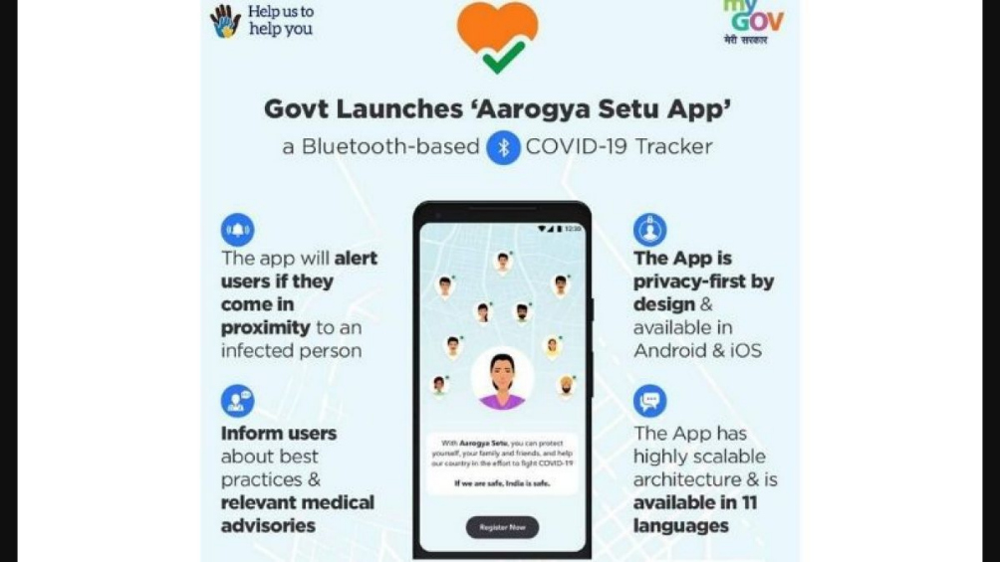 Help us to
help you
my
GOV
मेरी सरकार
Govt Launches ‘Aarogya Setu App’
a Bluetooth-based COVID-19 Tracker
The app will alert
users if they
come in
proximity to an
infected person
Inform users
about best
practices &
relevant medical
advisories
12:30
With Aarogya Setu, you can protect
yourself, your family and friends, and help
our country in the effort to fight COVID-19
If we are safe, India is safe.
Register Now
The App is
privacy-first by
design &
available in
Android & iOS
The App has
highly scalable
architecture & is
available in 11
languages